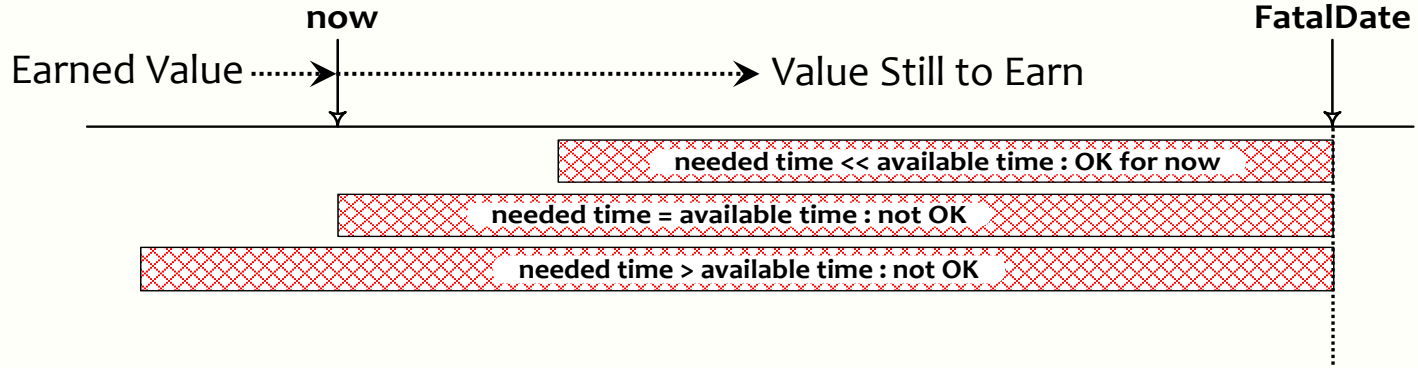 now FatalDate
Earned Value Value Still to Earn
needed time << available time : OK for now
needed time = available time : not OK
needed time > available time : not OK